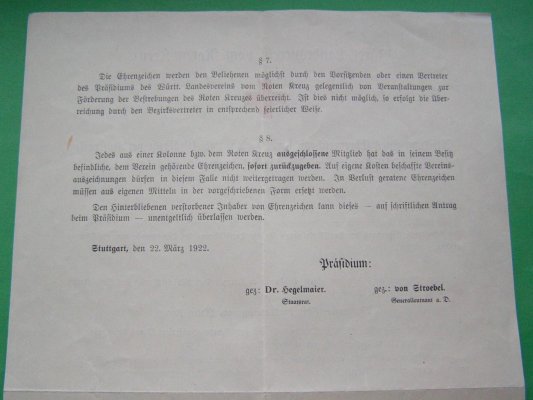 § 7.
Die Ehrenzeichen werden den Beliehenen möglichst durch den Vorsitzenden oder einen Vertreter
des Präsidiums des Württ. Landesvereins vom Roten Kreuz gelegentlich von Veranstaltungen zur
Förderung der Bestrebungen des Roten Kreuzes überreicht. Ist dies nicht möglich, so erfolgt die Über-
reichung durch den Bezirksvertreter in entsprechend feierlicher Weise.
§ 8.
Jedes aus einer Kolonne bzw. dem Roten Kreuz ausgeschlossene Mitglied hat das in seinem Besitz
befindliche, dem Verein gehörende Ehrenzeichen, sofort zurückzugeben. Auf eigene Kosten beschaffte Vereins-
auszeichnungen dürfen in diesem Falle nicht weitergetragen werden. In Verlust geratene Ehrenzeichen
müssen aus eigenen Mitteln in der vorgeschriebenen Form ersetzt werden.
Den Hinterbliebenen verstorbener Inhaber von Ehrenzeichen kann dieses — auf schriftlichen Antrag
beim Präsidium — unentgeltlich überlassen werden.
Stuttgart, den 22. März 1922.
Präsidium:
gez: Dr. Hegelmaier. gez.: von Stroebel.
Staatsrat. Generalleutnant a. D.